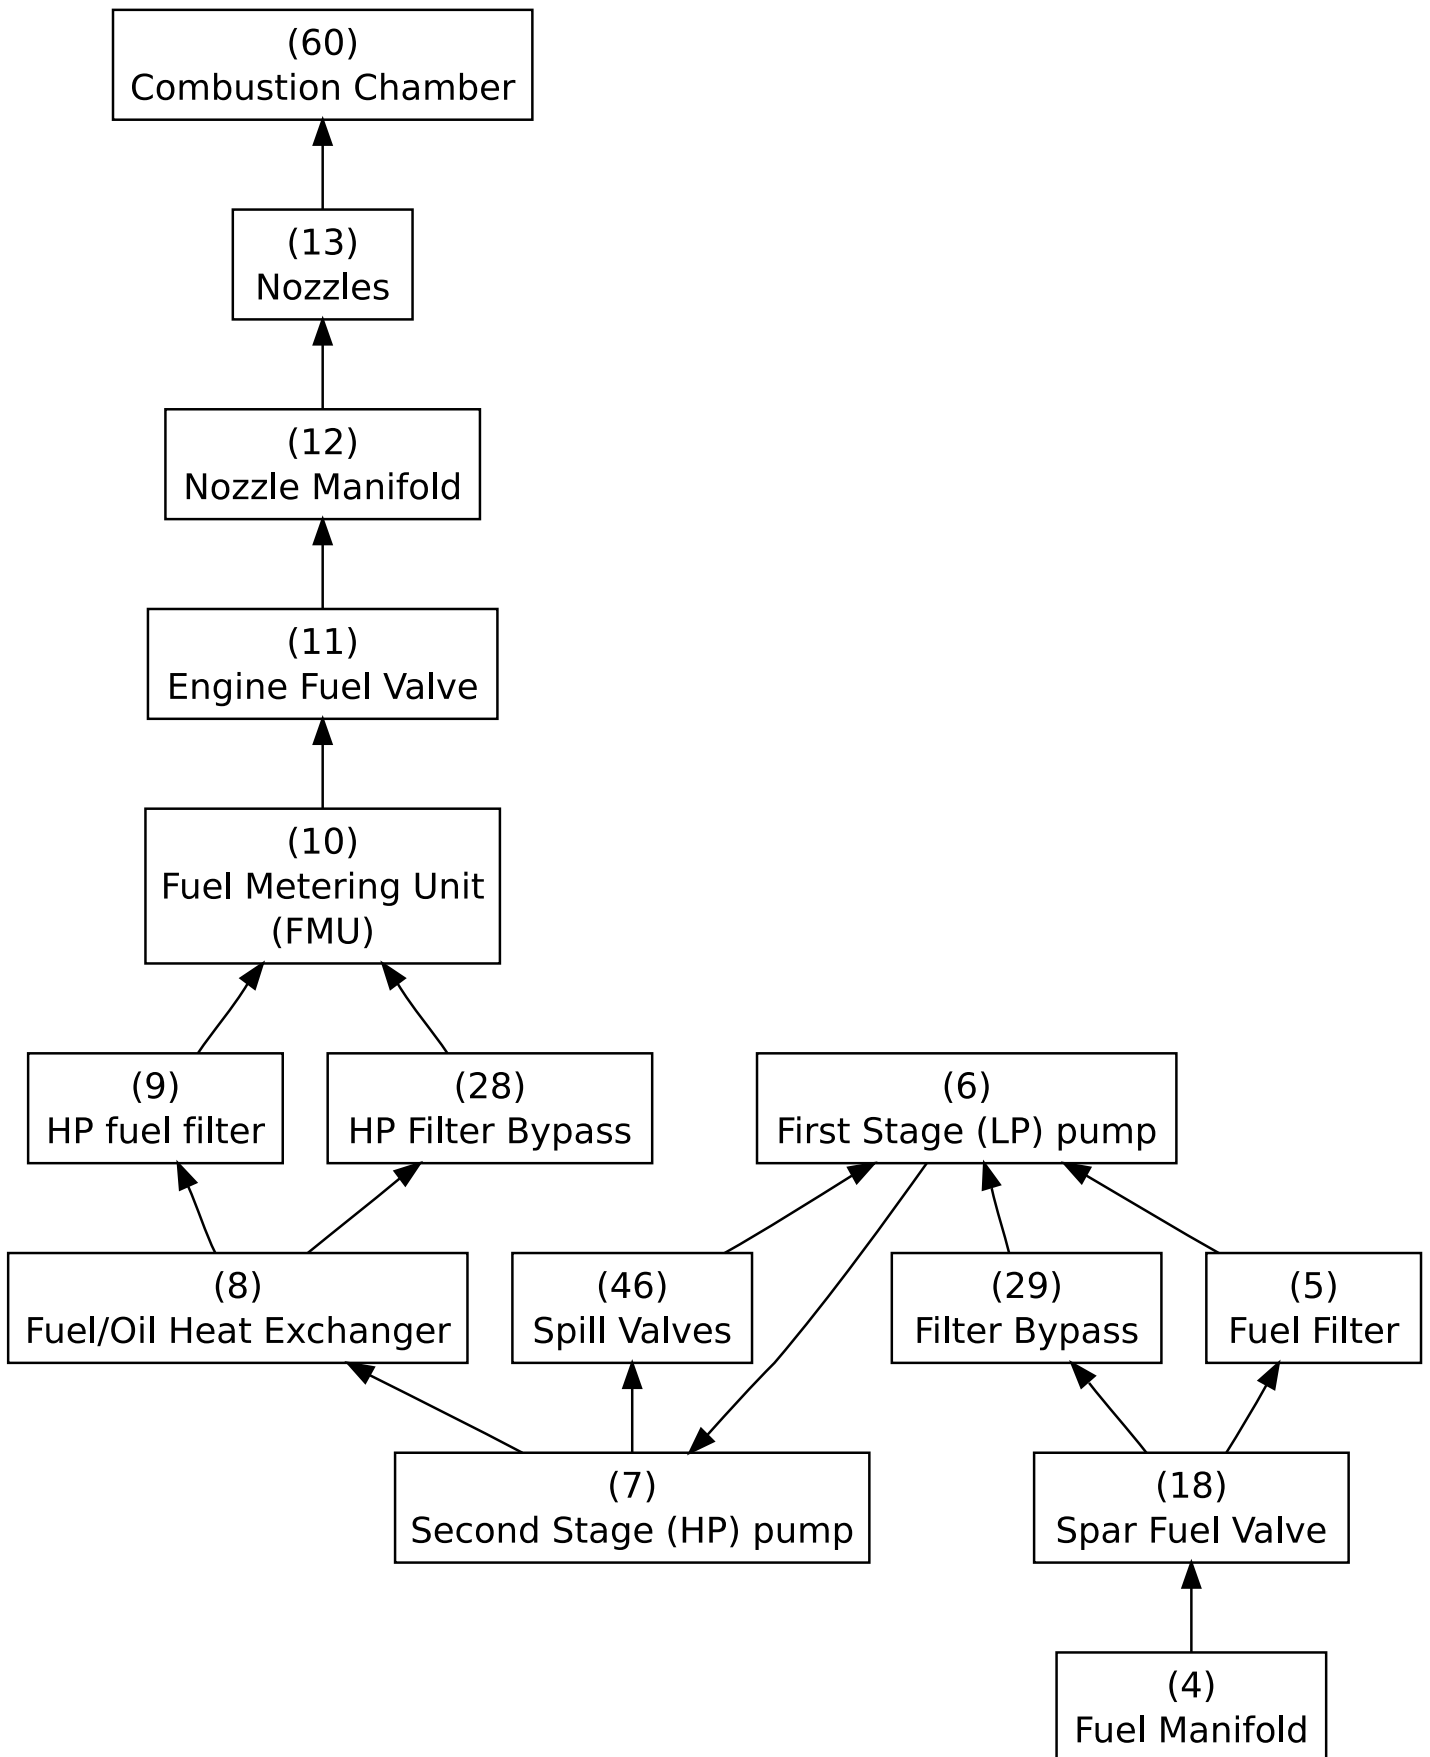 (60)
Combustion Chamber
(13)
Nozzles
(12)
Nozzle Manifold
(11)
Engine Fuel Valve
(10)
Fuel Metering Unit
(FMU)
(9)
HP fuel filter
(28)
HP Filter Bypass
(6)
First Stage (LP) pump
(8)
Fuel/Oil Heat Exchanger
(46)
Spill Valves
(29)
Filter Bypass
(5)
Fuel Filter
(7)
Second Stage (HP) pump
(18)
Spar Fuel Valve
(4)
Fuel Manifold